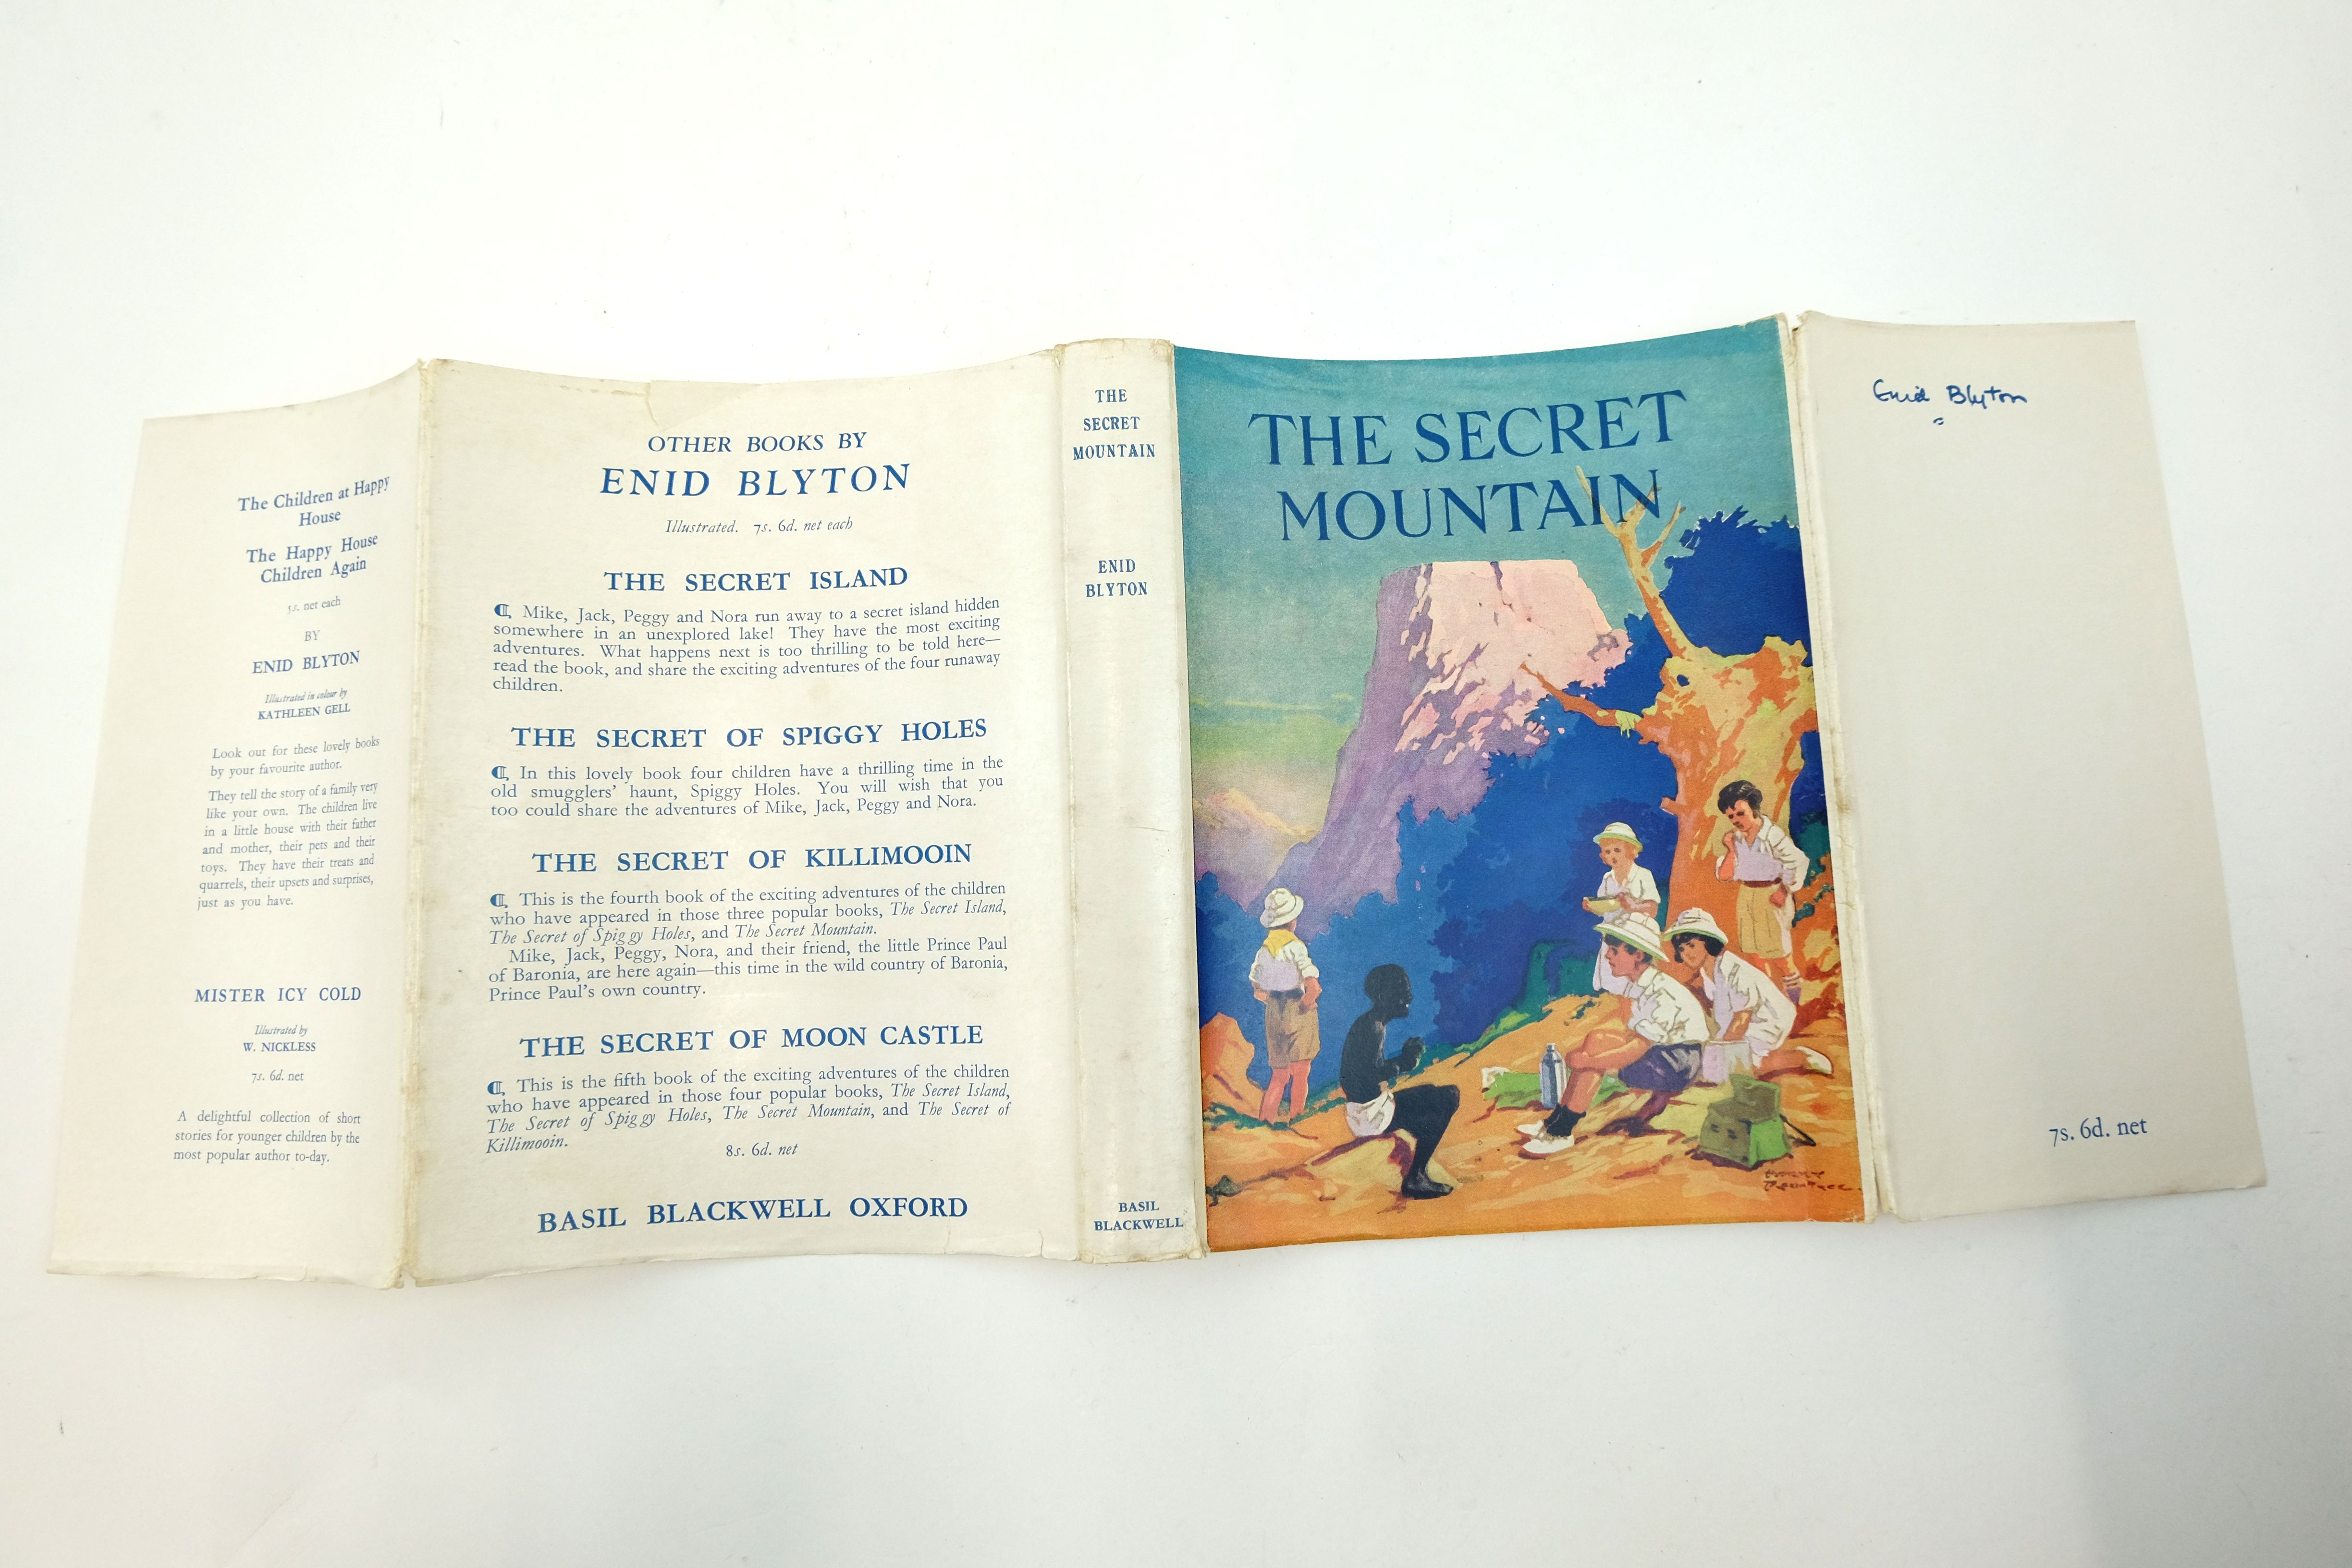 The Children at Happy
House
The Happy House
Children Again
5s. net each
BY
ENID BLYTON
Illustrated in colour by
KATHLEEN GELL
Look out for these lovely books
by your favourite author.
They tell the story of a family very
like your own. The children live
in a little house with their father
and mother, their pets and their
toys. They have their treats and
quarrels, their upsets and surprises,
just as you have.
MISTER ICY COLD
Illustrated by
W. NICKLESS
7s. 6d. net
A delightful collection of short
stories for younger children by the
most popular author to-day.
OTHER BOOKS BY
ENID BLYTON
Illustrated. 7s. 6d. net each
THE SECRET ISLAND
¶ Mike, Jack, Peggy and Nora run away to a secret island hidden
somewhere in an unexplored lake! They have the most exciting
adventures. What happens next is too thrilling to be told here—
read the book, and share the exciting adventures of the four runaway
children.
THE SECRET OF SPIGGY HOLES
¶ In this lovely book four children have a thrilling time in the
old smugglers' haunt, Spiggy Holes. You will wish that you
too could share the adventures of Mike, Jack, Peggy and Nora.
THE SECRET OF KILLIMOOIN
¶ This is the fourth book of the exciting adventures of the children
who have appeared in those three popular books, The Secret Island,
The Secret of Spiggy Holes, and The Secret Mountain.
Mike, Jack, Peggy, Nora, and their friend, the little Prince Paul
of Baronia, are here again—this time in the wild country of Baronia,
Prince Paul's own country.
THE SECRET OF MOON CASTLE
¶ This is the fifth book of the exciting adventures of the children
who have appeared in those four popular books, The Secret Island,
The Secret of Spiggy Holes, The Secret Mountain, and The Secret of
Killimooin.
8s. 6d. net
BASIL BLACKWELL OXFORD
THE
SECRET
MOUNTAIN
ENID
BLYTON
BASIL
BLACKWELL
THE SECRET
MOUNTAIN
Enid Blyton
7s. 6d. net